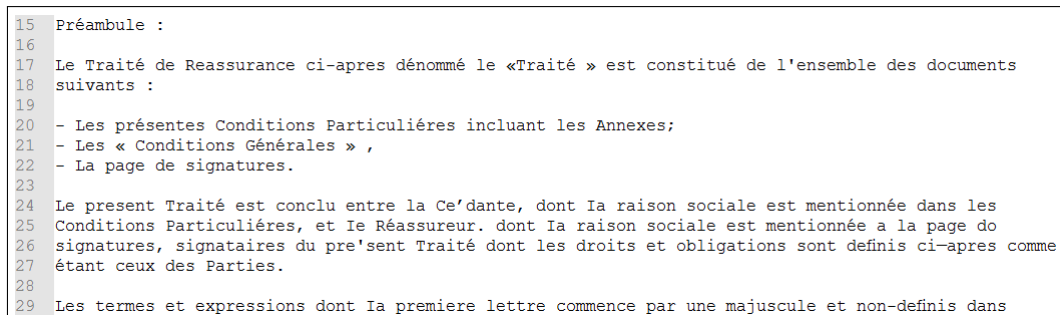 15 Préambule :
16
17 Le Traité de Reassurance ci-apres dénommé le «Traité » est constitué de l'ensemble des documents
18 suivants :
19
20 - Les présentes Conditions Particuliéres incluant les Annexes;
21 - Les « Conditions Générales » ,
22 - La page de signatures.
23
24 Le present Traité est conclu entre la Ce’dante, dont Ia raison sociale est mentionnée dans les
25 Conditions Particuliéres, et Ie Réassureur. dont Ia raison sociale est mentionnée a la page do
26 signatures, signataires du pre'sent Traité dont les droits et obligations sont definis ci—apres comme
27 étant ceux des Parties.
28
29 Les termes et expressions dont Ia premiere lettre commence par une majuscule et non-definis dans